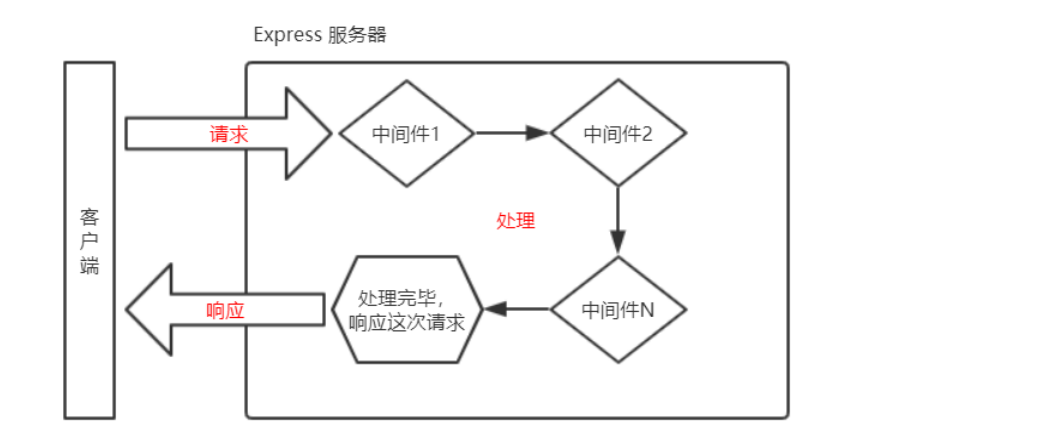 Express 服务器
请求
中间件1
中间件2
客
户
端
处理
响应
处理完毕，
响应这次请求
中间件N